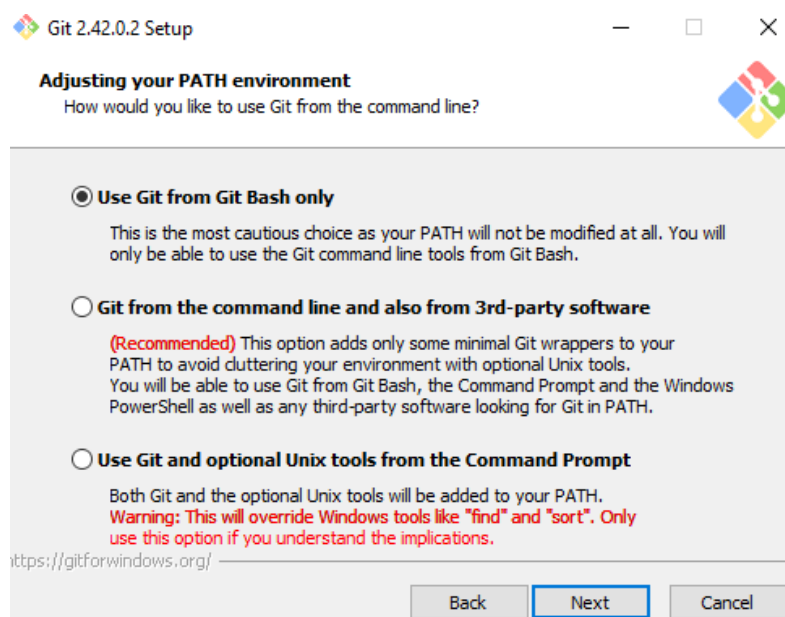 Git 2.42.0.2 Setup
Adjusting your PATH environment
How would you like to use Git from the command line?
Use Git from Git Bash only
This is the most cautious choice as your PATH will not be modified at all. You will
only be able to use the Git command line tools from Git Bash.
Git from the command line and also from 3rd-party software
(Recommended) This option adds only some minimal Git wrappers to your
PATH to avoid cluttering your environment with optional Unix tools.
You will be able to use Git from Git Bash, the Command Prompt and the Windows
PowerShell as well as any third-party software looking for Git in PATH.
Use Git and optional Unix tools from the Command Prompt
Both Git and the optional Unix tools will be added to your PATH.
Warning: This will override Windows tools like "find" and "sort". Only
use this option if you understand the implications.
ttps://gitforwindows.org/
Back Next Cancel